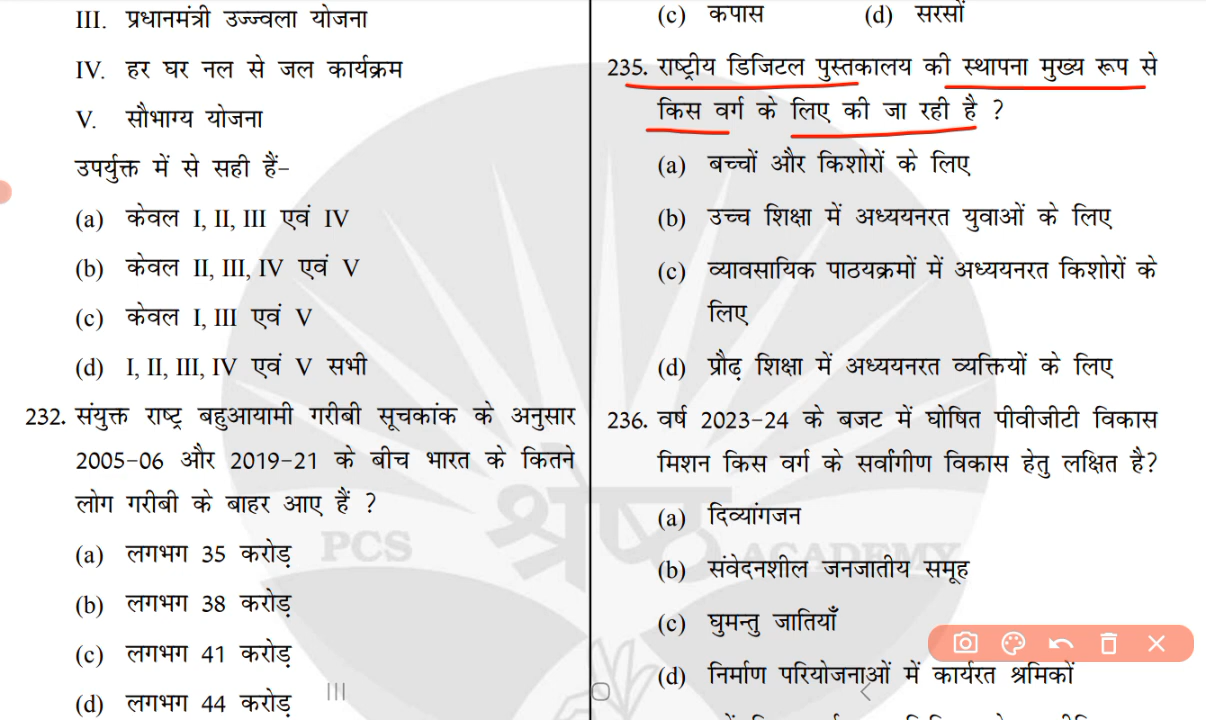 III. प्रधानमंत्री उज्ज्वला योजना
IV. हर घर नल से जल कार्यक्रम
V. सौभाग्य योजना
उपर्युक्त में से सही हैं-
(a) केवल I, II, III एवं IV
(b) केवल II, III, IV एवं V
(c) केवल I, III एवं V
(d) I, II, III, IV एवं V सभी
232. संयुक्त राष्ट्र बहुआयामी गरीबी सूचकांक के अनुसार
2005-06 और 2019-21 के बीच भारत के कितने
लोग गरीबी के बाहर आए हैं ?
(a) लगभग 35 करोड़
(b) लगभग 38 करोड़
(c) लगभग 41 करोड़
(d) लगभग 44 करोड़
(c) कपास (d) सरसों
235. राष्ट्रीय डिजिटल पुस्तकालय की स्थापना मुख्य रूप से
किस वर्ग के लिए की जा रही है ?
(a) बच्चों और किशोरों के लिए
(b) उच्च शिक्षा में अध्ययनरत युवाओं के लिए
(c) व्यावसायिक पाठयक्रमों में अध्ययनरत किशोरों के
लिए
(d) प्रौढ़ शिक्षा में अध्ययनरत व्यक्तियों के लिए
236. वर्ष 2023-24 के बजट में घोषित पीवीजीटी विकास
मिशन किस वर्ग के सर्वांगीण विकास हेतु लक्षित है?
(a) दिव्यांगजन
(b) संवेदनशील जनजातीय समूह
(c) घुमन्तु जातियाँ
(d) निर्माण परियोजनाओं में कार्यरत श्रमिकों
श्रेष्ठ
PCS ACADEMY